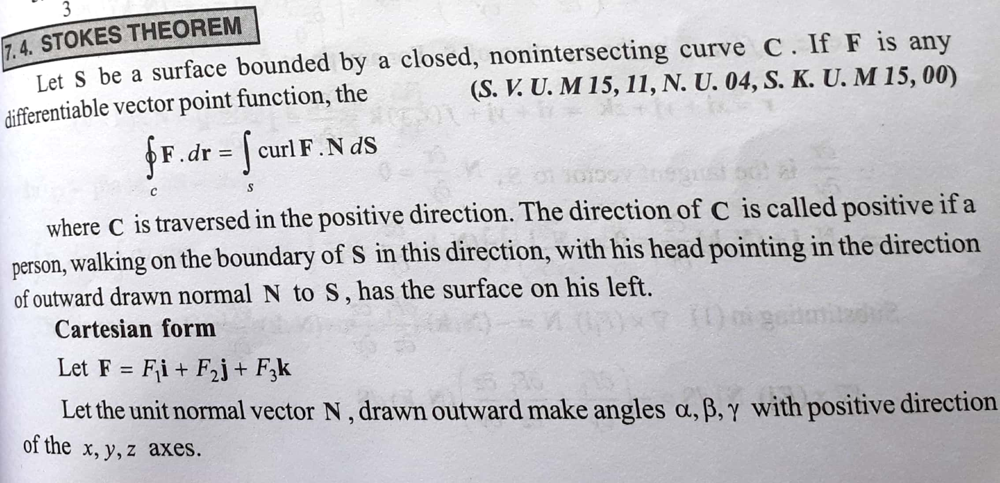 3
7.4. STOKES THEOREM
Let S be a surface bounded by a closed, nonintersecting curve C. If F is any
differentiable vector point function, the (S. V. U. M 15, 11, N. U. 04, S. K. U. M 15, 00)
∮F.dr = ∫ curl F . N dS
c s
where C is traversed in the positive direction. The direction of C is called positive if a
person, walking on the boundary of S in this direction, with his head pointing in the direction
of outward drawn normal N to S, has the surface on his left.
Cartesian form
Let F = F₁i + F₂j + F₃k
Let the unit normal vector N, drawn outward make angles α, β, γ with positive direction
of the x, y, z axes.